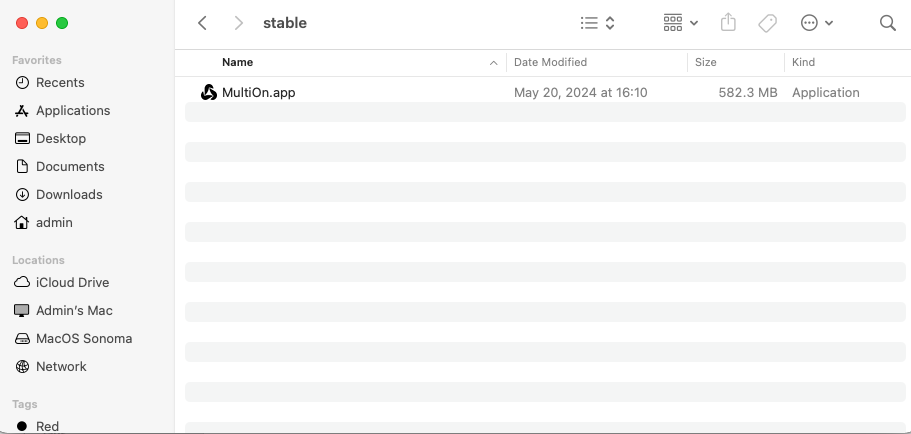 stable
Favorites
Recents
Applications
Desktop
Documents
Downloads
admin
Locations
iCloud Drive
Admin's Mac
MacOS Sonoma
Network
Tags
Red
Name Date Modified Size Kind
MultiOn.app May 20, 2024 at 16:10 582.3 MB Application